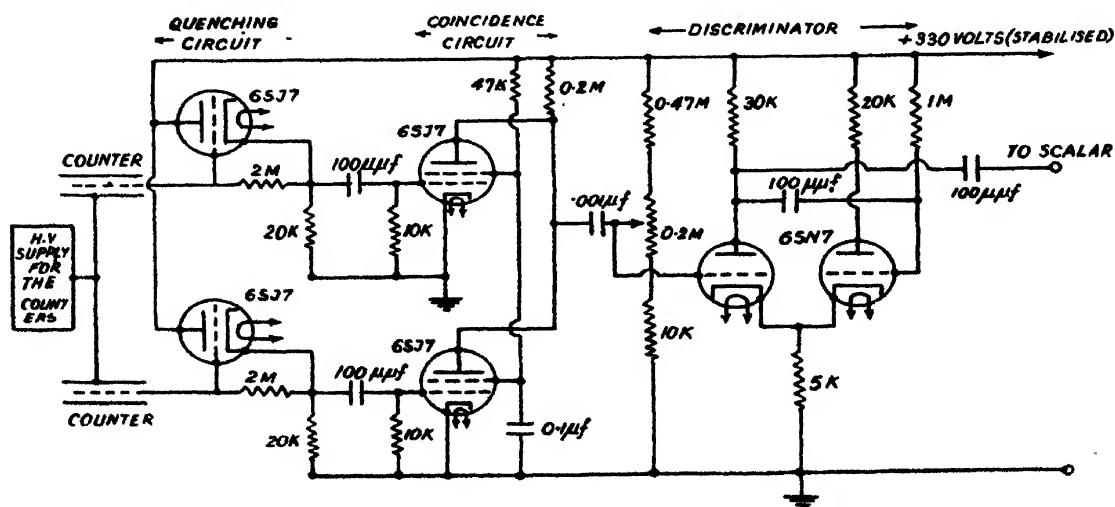 QUENCHING
CIRCUIT
COINCIDENCE
CIRCUIT
DISCRIMINATOR
+330 VOLTS (STABILISED)
6SJ7
47K
0.2M
0.47M
30K
20K
1M
COUNTER
2M
100µµf
6SJ7
TO SCALAR
100µµf
100µµf
.001µf
20K
10K
0.2M
6SN7
H.V
SUPPLY
FOR
THE
COUNT
ERS
6SJ7
6SJ7
10K
2M
100µµf
5K
COUNTER
20K
10K
0.1µf